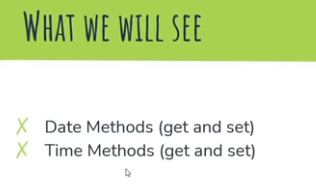 What we will see
Date Methods (get and set)
Time Methods (get and set)